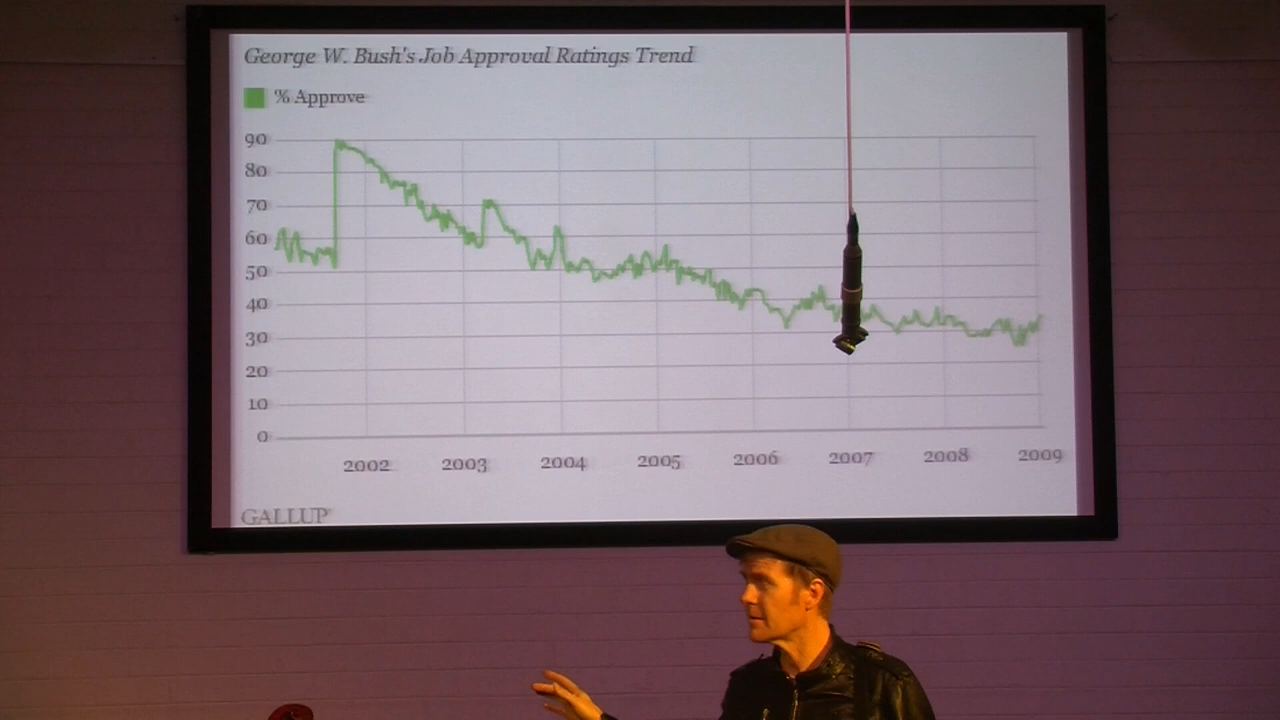 George W. Bush's Job Approval Ratings Trend
% Approve
90
80
70
60
50
40
30
20
10
0
2002 2003 2004 2005 2006 2007 2008 2009
GALLUP